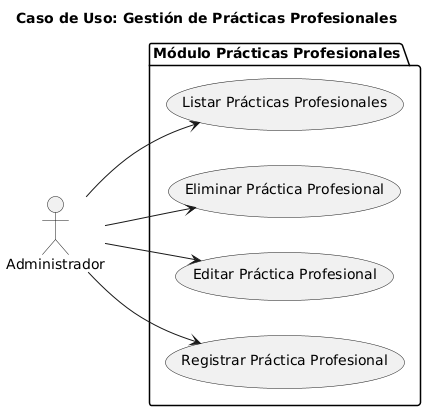 Caso de Uso: Gestión de Prácticas Profesionales
Módulo Prácticas Profesionales
Listar Prácticas Profesionales
Eliminar Práctica Profesional
Administrador
Editar Práctica Profesional
Registrar Práctica Profesional